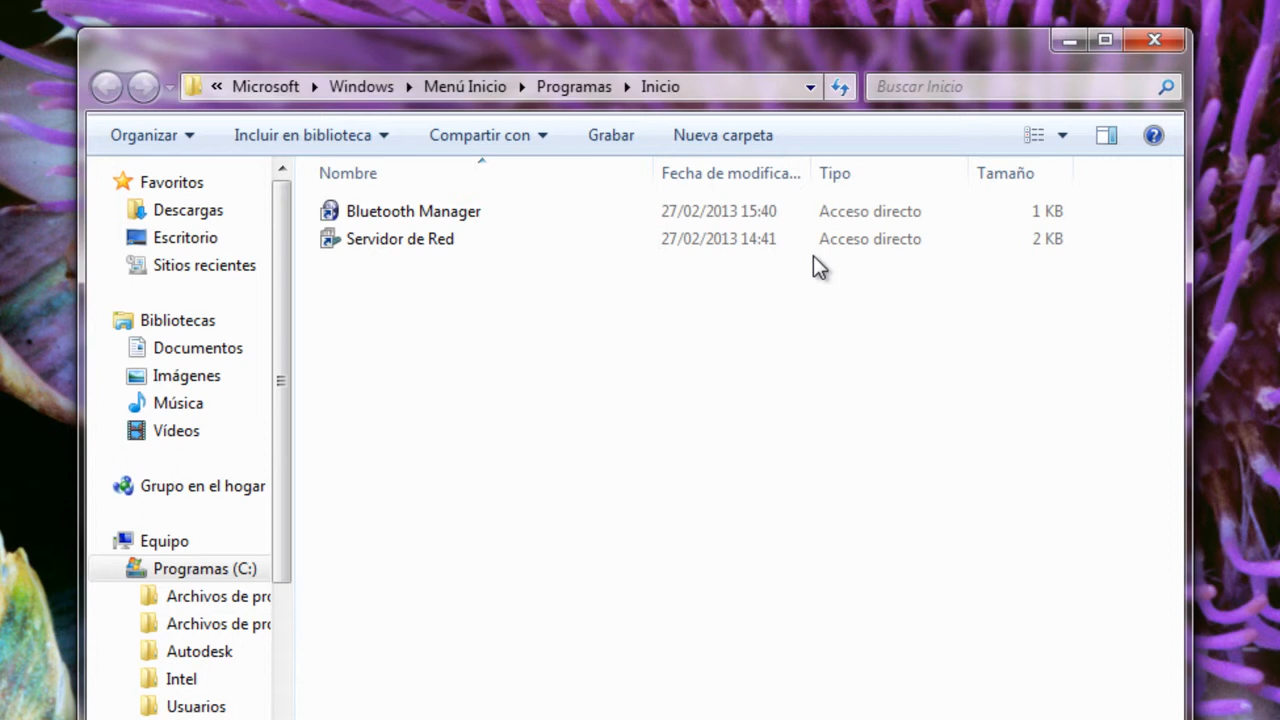 « Microsoft Windows Menú Inicio Programas Inicio
Buscar Inicio
Organizar Incluir en biblioteca Compartir con Grabar Nueva carpeta
Nombre Fecha de modifica... Tipo Tamaño
Bluetooth Manager 27/02/2013 15:40 Acceso directo 1 KB
Servidor de Red 27/02/2013 14:41 Acceso directo 2 KB
Favoritos
Descargas
Escritorio
Sitios recientes
Bibliotecas
Documentos
Imágenes
Música
Vídeos
Grupo en el hogar
Equipo
Programas (C:)
Archivos de pro
Archivos de pro
Autodesk
Intel
Usuarios